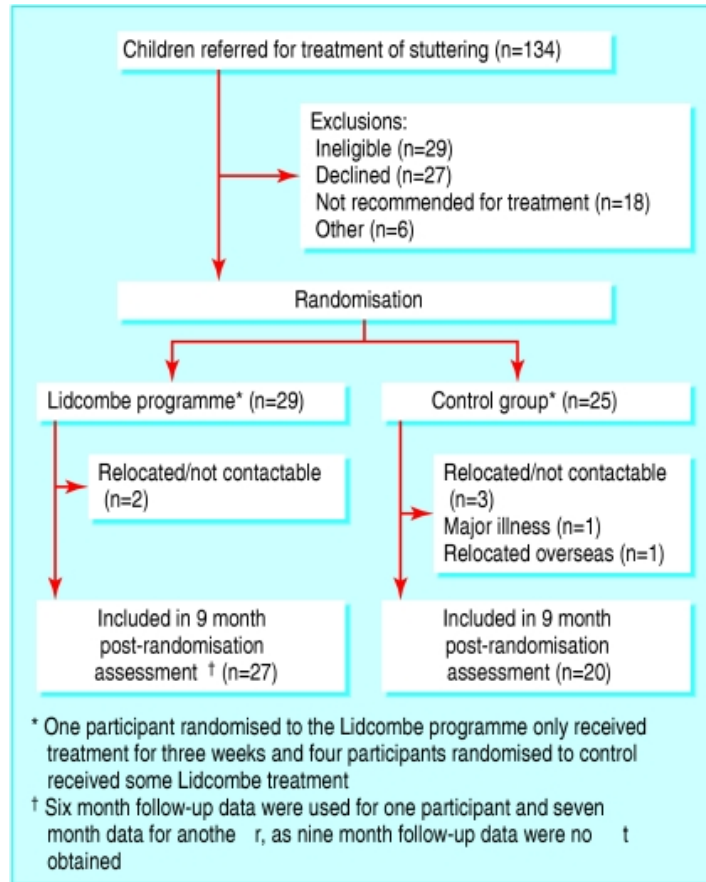 Children referred for treatment of stuttering (n=134)
Exclusions:
Ineligible (n=29)
Declined (n=27)
Not recommended for treatment (n=18)
Other (n=6)
Randomisation
Lidcombe programme* (n=29)
Control group* (n=25)
Relocated/not contactable
(n=2)
Relocated/not contactable
(n=3)
Major illness (n=1)
Relocated overseas (n=1)
Included in 9 month
post-randomisation
assessment † (n=27)
Included in 9 month
post-randomisation
assessment (n=20)
* One participant randomised to the Lidcombe programme only received
treatment for three weeks and four participants randomised to control
received some Lidcombe treatment
† Six month follow-up data were used for one participant and seven
month data for anothe r, as nine month follow-up data were no t
obtained